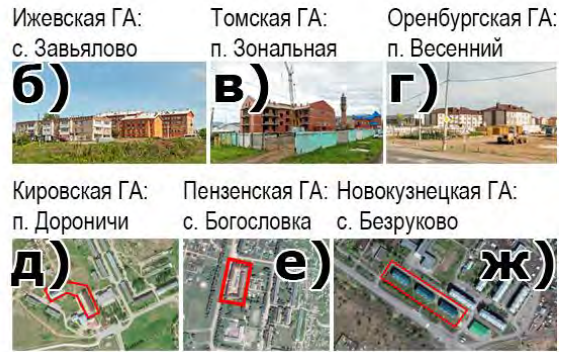 Ижевская ГА:
с. Завьялово
Томская ГА:
п. Зональная
Оренбургская ГА:
п. Весенний
б)
в)
г)
Кировская ГА:
п. Дороничи
Пензенская ГА:
с. Богословка
Новокузнецкая ГА:
с. Безруково
д)
е)
ж)